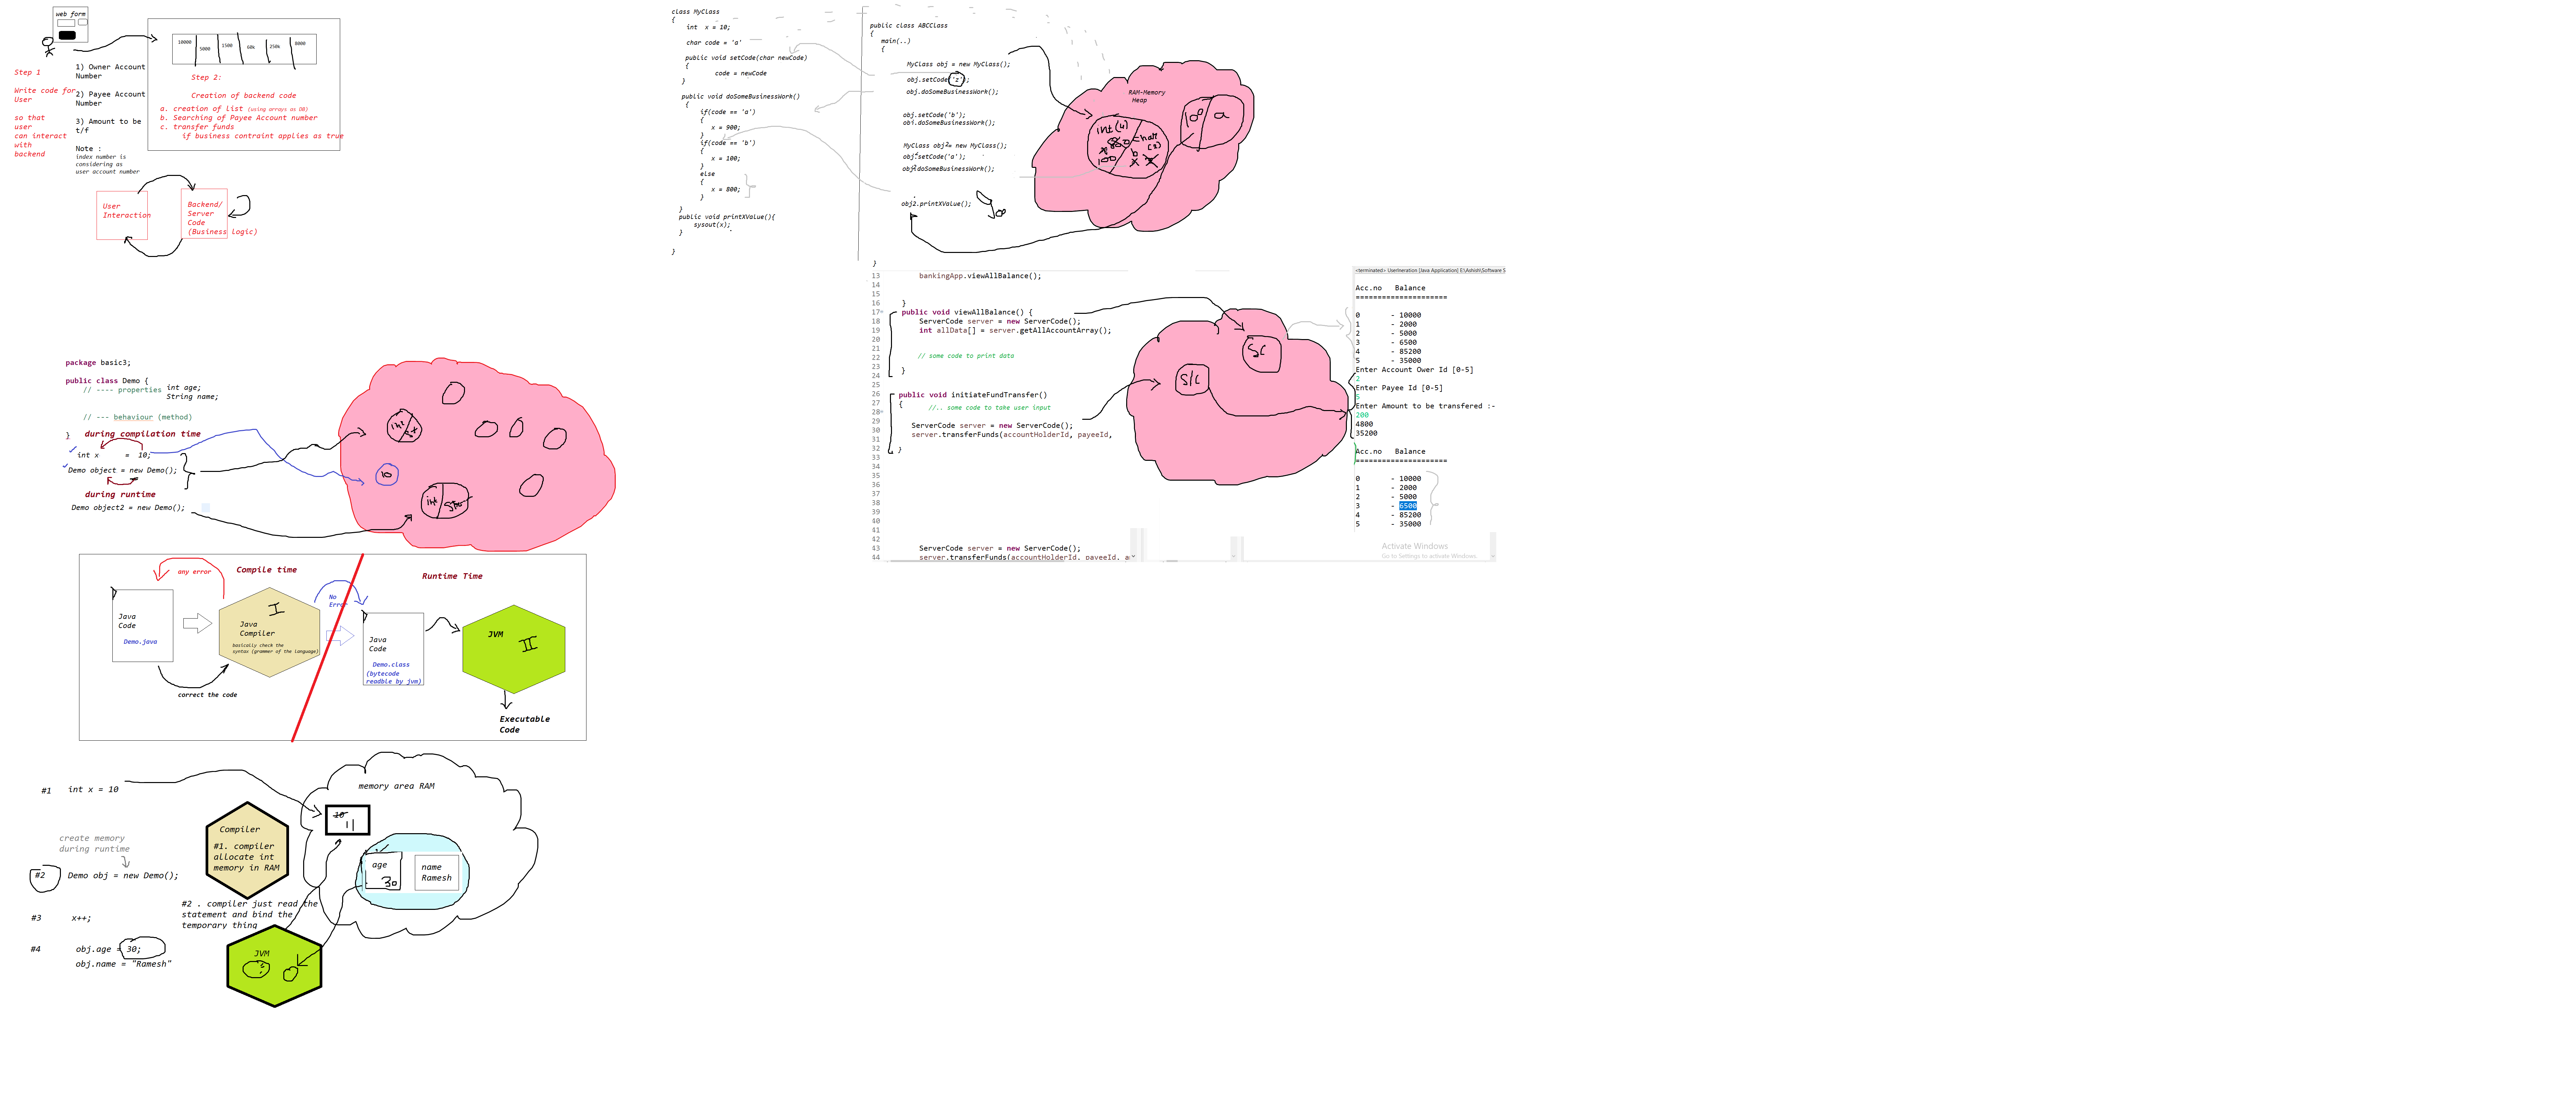 web form
10000
5000
1500
60k
250k
8000
Step 1
Write code for
User
so that
user
can interact
with
backend
1) Owner Account
Number
2) Payee Account
Number
3) Amount to be
t/f
Note :
index number is
considering as
user account number
Step 2:
Creation of backend code
a. creation of list (using arrays as DB)
b. Searching of Payee Account number
c. transfer funds
if business contraint applies as true
User
Interaction
Backend/
Server
Code
(Business logic)
class MyClass
{
int x = 10;
char code = 'a'
public void setCode(char newCode)
{
code = newCode
}
public void doSomeBusinessWork()
{
if(code == 'a')
{
x = 900;
}
if(code == 'b')
{
x = 100;
}
else
{
x = 800;
}
}
public void printXValue(){
sysout(x);
}
}
public class ABCClass
{
main(..)
{
MyClass obj = new MyClass();
obj.setCode('z');
obj.doSomeBusinessWork();
obj.setCode('b');
obj.doSomeBusinessWork();
MyClass obj2= new MyClass();
obj2setCode('a');
obj2doSomeBusinessWork();
obj2.printXValue();
}
RAM-Memory
Heap
int(4)
char
(2)
800
100
b
a
13 bankingApp.viewAllBalance();
14
15
16 }
17 public void viewAllBalance() {
18 ServerCode server = new ServerCode();
19 int allData[] = server.getAllAccountArray();
20
21
22 // some code to print data
23 }
24
25
26 public void initiateFundTransfer()
27 {
28 //.. some code to take user input
29
30 ServerCode server = new ServerCode();
31 server.transferFunds(accountHolderId, payeeId,
32 }
33
34
35
36
37
38
39
40
41
42
43 ServerCode server = new ServerCode();
44 server.transferFunds(accountHolderId, payeeId, a
SC
S/C
<terminated> UserIneration [Java Application] E:\Ashish\Software S
Acc.no Balance
=====================
0 - 10000
1 - 2000
2 - 5000
3 - 6500
4 - 85200
5 - 35000
Enter Account Ower Id [0-5]
2
Enter Payee Id [0-5]
5
Enter Amount to be transfered :-
200
4800
35200
Acc.no Balance
=====================
0 - 10000
1 - 2000
2 - 5000
3 - 6500
4 - 85200
5 - 35000
Activate Windows
Go to Settings to activate Windows.
package basic3;
public class Demo {
// ---- properties
int age;
String name;
// --- behaviour (method)
}
during compilation time
int x = 10;
Demo object = new Demo();
during runtime
Demo object2 = new Demo();
int
10
int
Str
Compile time
Runtime Time
any error
Java
Code
Demo.java
I
Java
Compiler
basically check the
syntax (grammer of the language)
correct the code
No
Error
Java
Code
Demo.class
(bytecode
readble by jvm)
JVM
II
Executable
Code
#1 int x = 10
create memory
during runtime
#2 Demo obj = new Demo();
#3 x++;
#4 obj.age = 30;
obj.name = "Ramesh"
Compiler
#1. compiler
allocate int
memory in RAM
#2 . compiler just read the
statement and bind the
temporary thing
JVM
memory area RAM
10
11
age
30
name
Ramesh